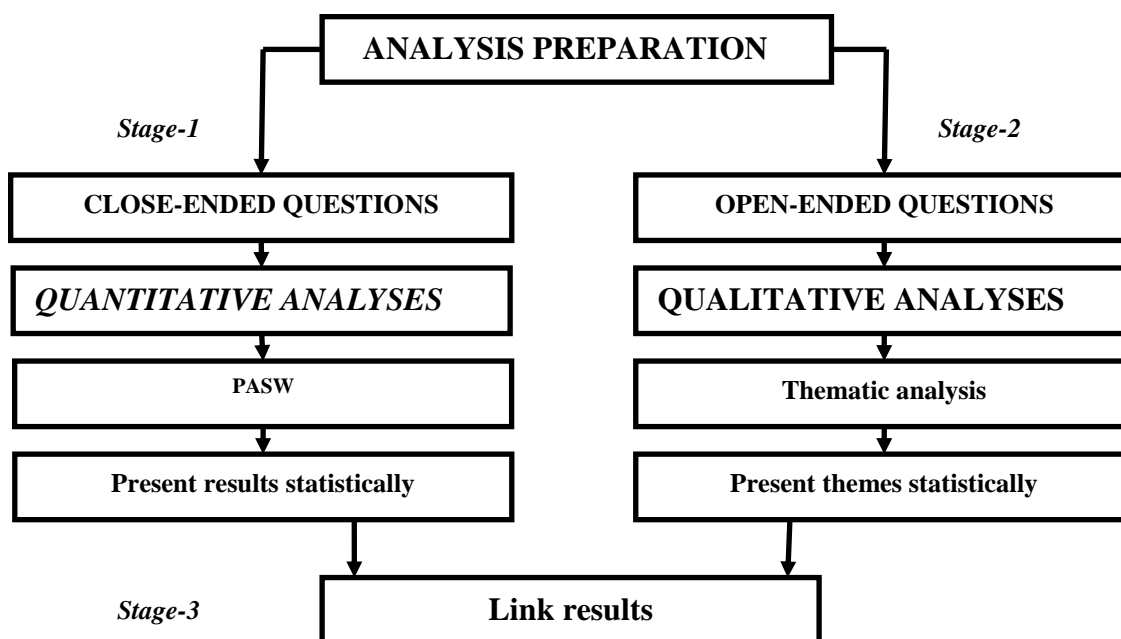 ANALYSIS PREPARATION
Stage-1
Stage-2
CLOSE-ENDED QUESTIONS
OPEN-ENDED QUESTIONS
QUANTITATIVE ANALYSES
QUALITATIVE ANALYSES
PASW
Thematic analysis
Present results statistically
Present themes statistically
Stage-3
Link results